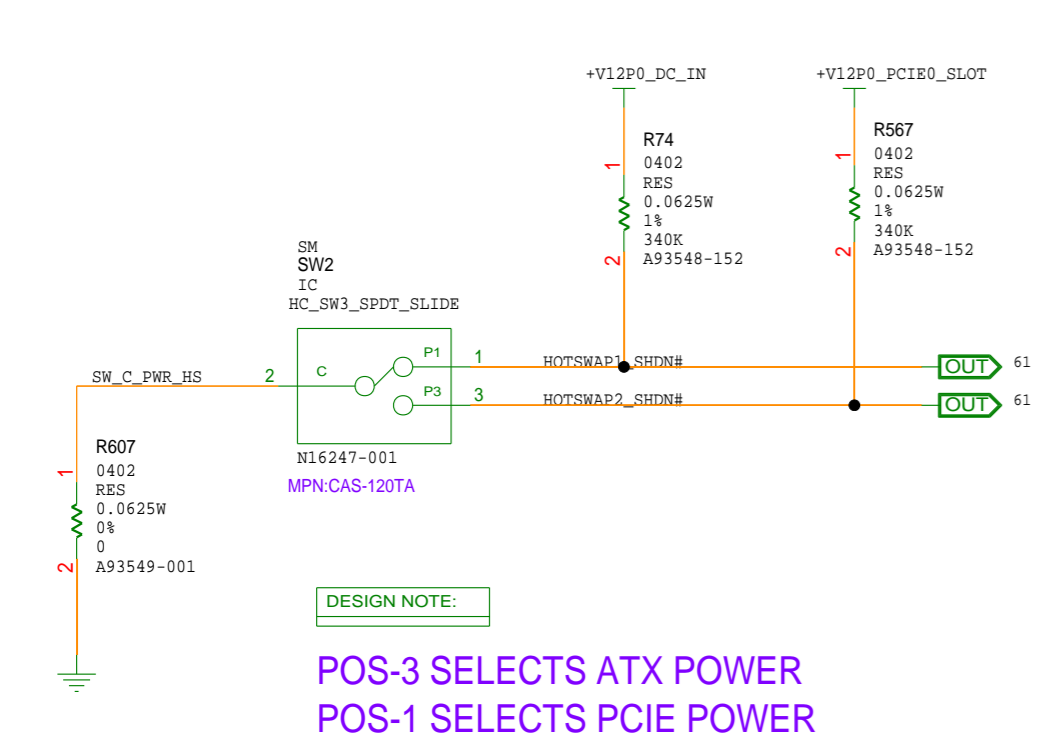 +V12P0_DC_IN
+V12P0_PCIE0_SLOT
1
R74
0402
RES
0.0625W
1%
340K
A93548-152
2
1
R567
0402
RES
0.0625W
1%
340K
A93548-152
2
SM
SW2
IC
HC_SW3_SPDT_SLIDE
SW_C_PWR_HS
2
C
P1
1
HOTSWAP1_SHDN#
OUT
61
P3
3
HOTSWAP2_SHDN#
OUT
61
N16247-001
MPN:CAS-120TA
1
R607
0402
RES
0.0625W
0%
0
A93549-001
2
DESIGN NOTE:
POS-3 SELECTS ATX POWER
POS-1 SELECTS PCIE POWER